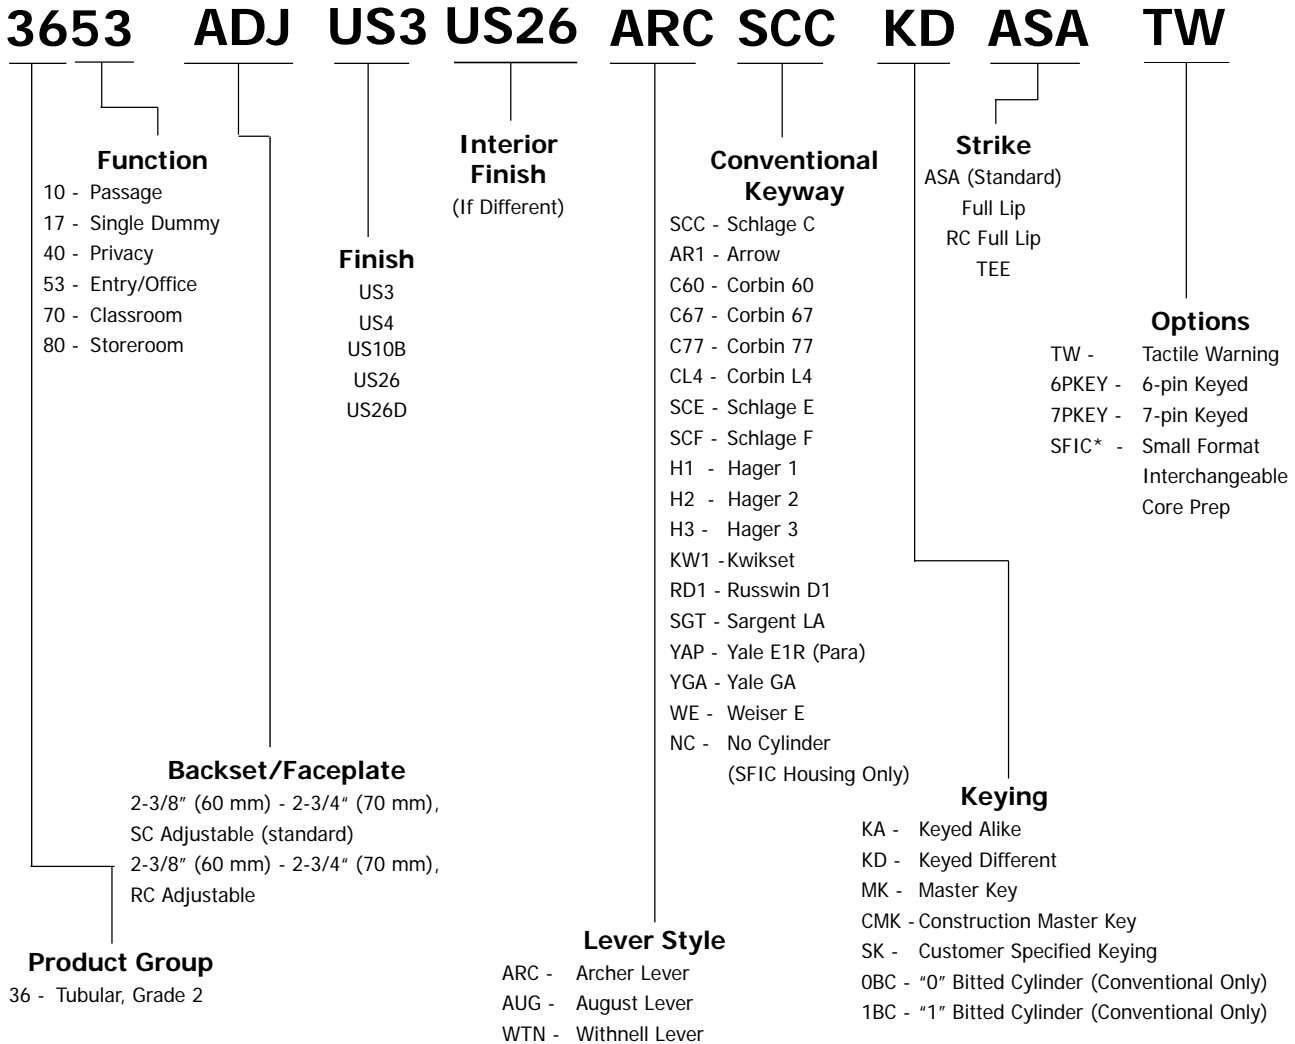 3653 ADJ US3 US26 ARC SCC KD ASA TW
Function
10 - Passage
17 - Single Dummy
40 - Privacy
53 - Entry/Office
70 - Classroom
80 - Storeroom
Backset/Faceplate
2-3/8" (60 mm) - 2-3/4" (70 mm),
SC Adjustable (standard)
2-3/8" (60 mm) - 2-3/4" (70 mm),
RC Adjustable
Product Group
36 - Tubular, Grade 2
Finish
US3
US4
US10B
US26
US26D
Interior
Finish
(If Different)
Lever Style
ARC - Archer Lever
AUG - August Lever
WTN - Withnell Lever
Conventional
Keyway
SCC - Schlage C
AR1 - Arrow
C60 - Corbin 60
C67 - Corbin 67
C77 - Corbin 77
CL4 - Corbin L4
SCE - Schlage E
SCF - Schlage F
H1 - Hager 1
H2 - Hager 2
H3 - Hager 3
KW1 - Kwikset
RD1 - Russwin D1
SGT - Sargent LA
YAP - Yale E1R (Para)
YGA - Yale GA
WE - Weiser E
NC - No Cylinder
(SFIC Housing Only)
Keying
KA - Keyed Alike
KD - Keyed Different
MK - Master Key
CMK - Construction Master Key
SK - Customer Specified Keying
0BC - "0" Bitted Cylinder (Conventional Only)
1BC - "1" Bitted Cylinder (Conventional Only)
Strike
ASA (Standard)
Full Lip
RC Full Lip
TEE
Options
TW - Tactile Warning
6PKEY - 6-pin Keyed
7PKEY - 7-pin Keyed
SFIC* - Small Format
Interchangeable
Core Prep